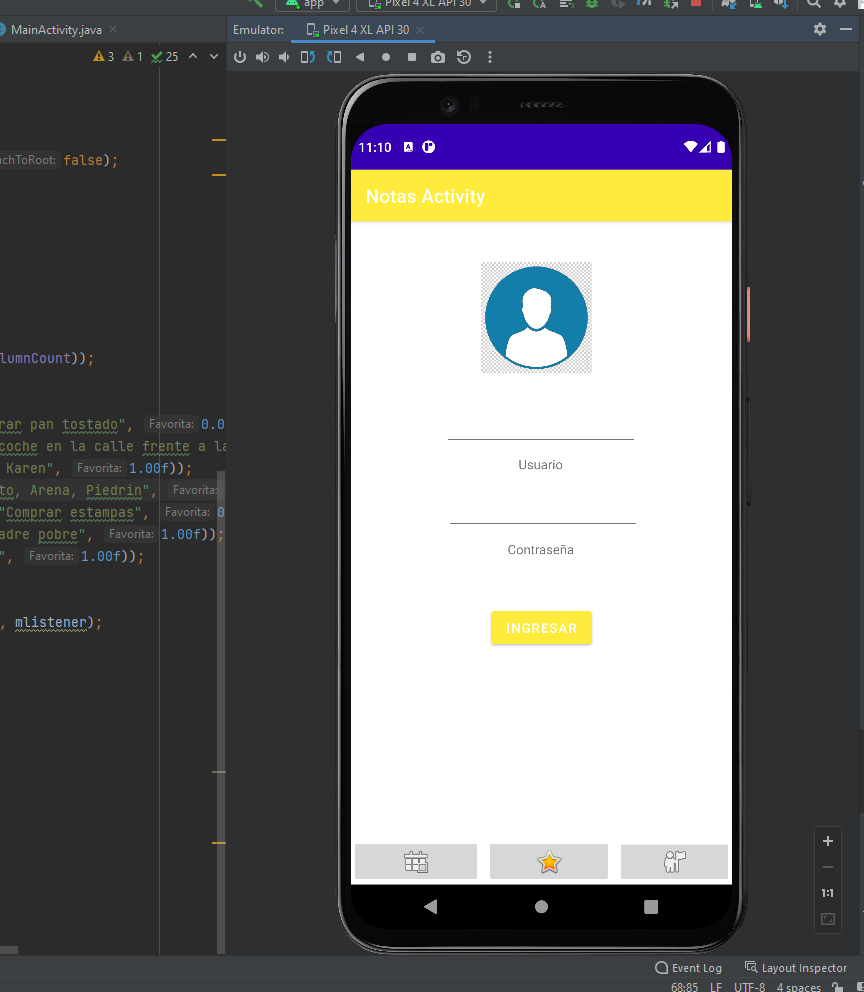 app
Pixel 4 XL API 30
MainActivity.java
Emulator:
Pixel 4 XL API 30
3
1
25
11:10
achToRoot: false);
Notas Activity
lumnCount));
rar pan tostado", Favorita: 0.0
coche en la calle frente a la
Karen", Favorita: 1.00f));
to, Arena, Piedrin", Favorita:
"Comprar estampas", Favorita: 0
adre pobre", Favorita: 1.00f));
", Favorita: 1.00f));
, mlistener);
Usuario
Contraseña
INGRESAR
1:1
Event Log
Layout Inspector
68:85 LF UTF-8 4 spaces